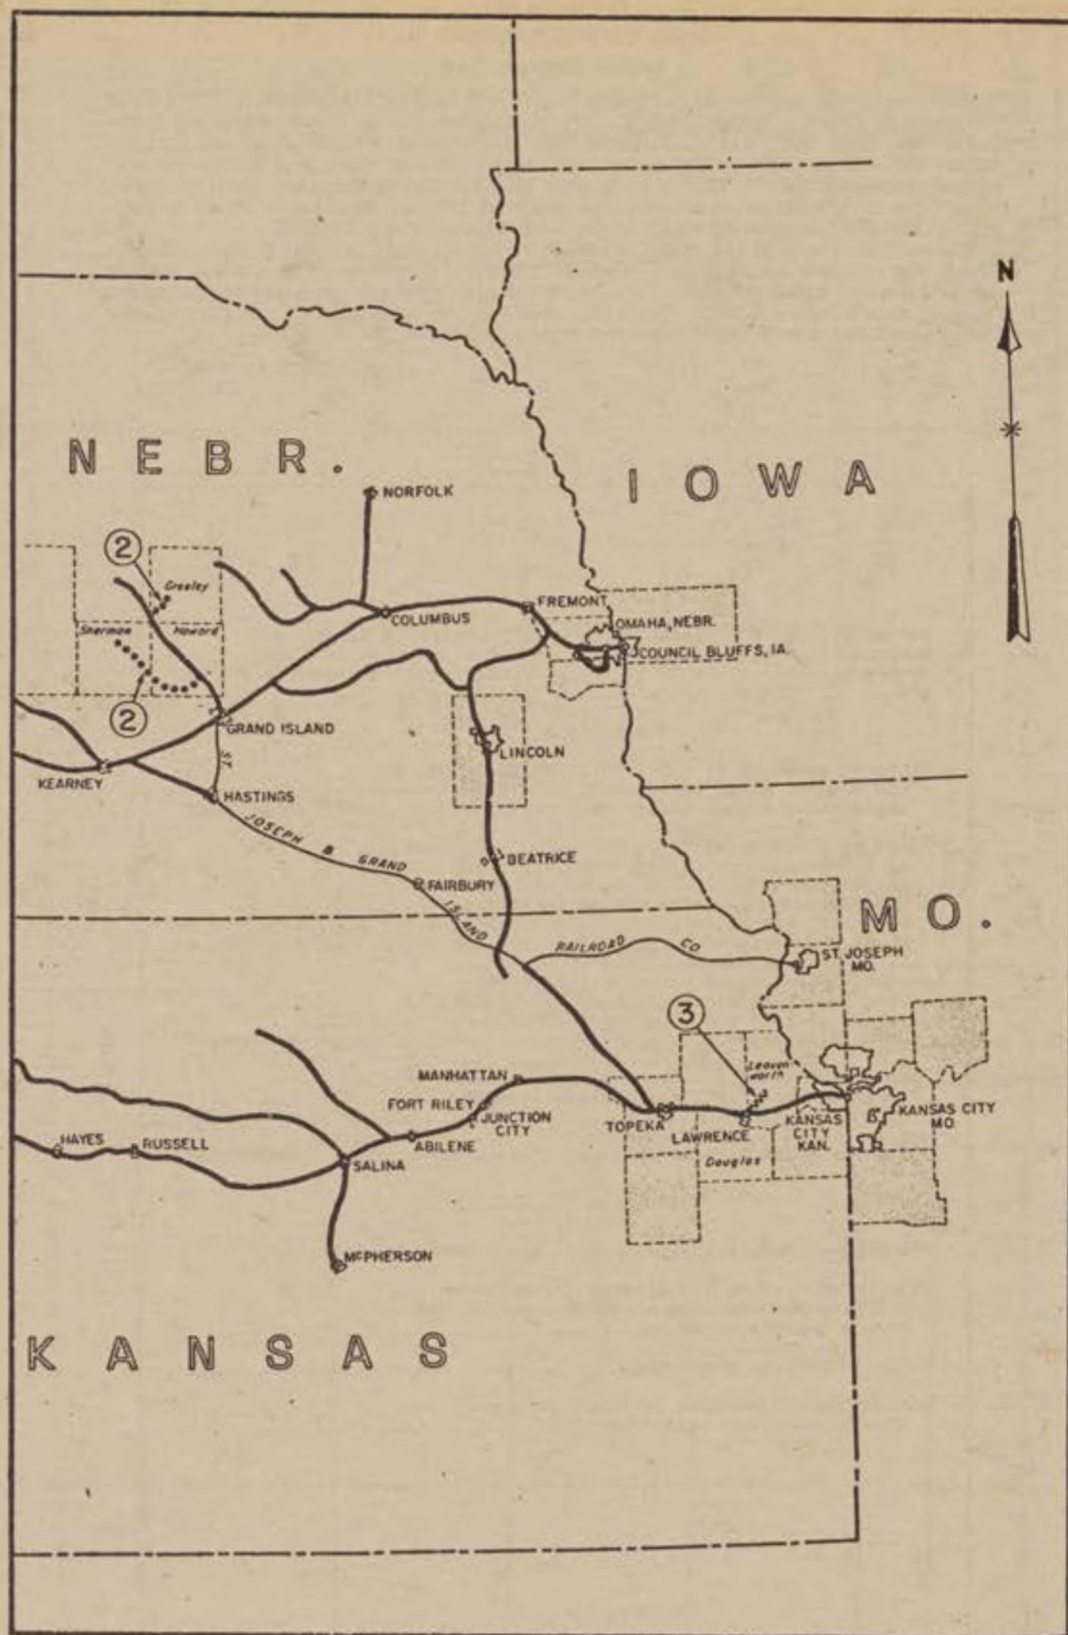 N
NEBR.
IOWA
NORFOLK
2
Greeley
FREMONT
COLUMBUS
OMAHA, NEBR.
Sherman
Howard
COUNCIL BLUFFS, IA.
2
GRAND ISLAND
ST.
LINCOLN
KEARNEY
HASTINGS
JOSEPH & GRAND
ISLAND
RAILROAD CO
BEATRICE
FAIRBURY
MO.
ST. JOSEPH
MO.
3
Leaven
worth
MANHATTAN
FORT RILEY
JUNCTION
CITY
TOPEKA
LAWRENCE
KANSAS
CITY
KAN.
KANSAS CITY
MO.
HAYES
RUSSELL
ABILENE
SALINA
Douglas
McPHERSON
KANSAS